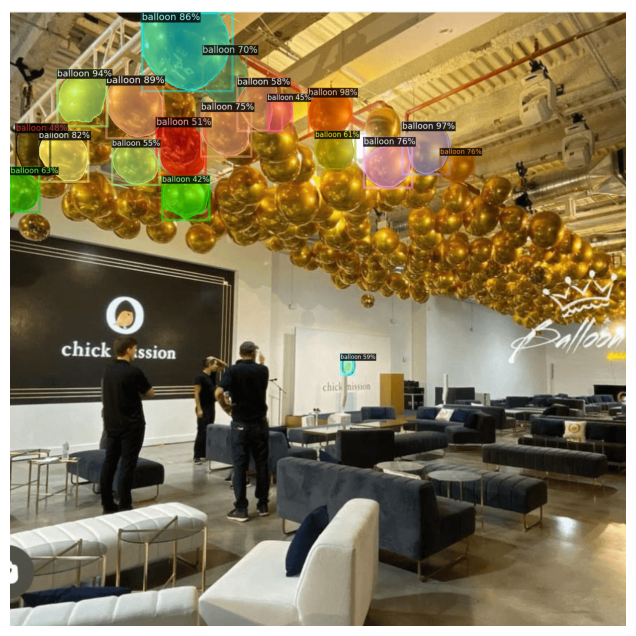 balloon 86%
balloon 70%
balloon 94%
balloon 89%
balloon 58%
balloon 98%
balloon 45%
balloon 75%
balloon 51%
balloon 48%
balloon 82%
balloon 55%
balloon 61%
balloon 97%
balloon 76%
balloon 76%
balloon 63%
balloon 42%
chick mission
Balloon
balloon 59%
chick mission